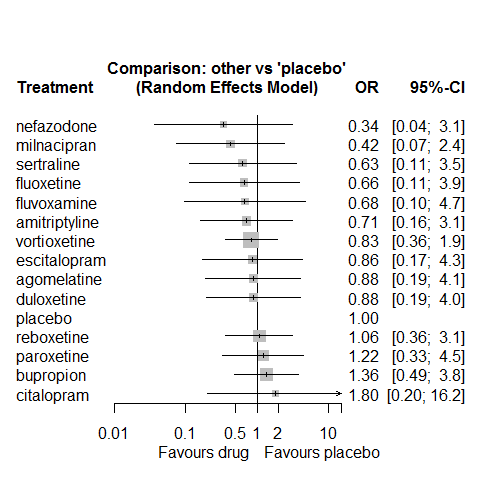 Comparison: other vs 'placebo'
Treatment (Random Effects Model) OR 95%-CI
nefazodone 0.34 [0.04; 3.1]
milnacipran 0.42 [0.07; 2.4]
sertraline 0.63 [0.11; 3.5]
fluoxetine 0.66 [0.11; 3.9]
fluvoxamine 0.68 [0.10; 4.7]
amitriptyline 0.71 [0.16; 3.1]
vortioxetine 0.83 [0.36; 1.9]
escitalopram 0.86 [0.17; 4.3]
agomelatine 0.88 [0.19; 4.1]
duloxetine 0.88 [0.19; 4.0]
placebo 1.00
reboxetine 1.06 [0.36; 3.1]
paroxetine 1.22 [0.33; 4.5]
bupropion 1.36 [0.49; 3.8]
citalopram 1.80 [0.20; 16.2]
0.01 0.1 0.5 1 2 10
Favours drug Favours placebo